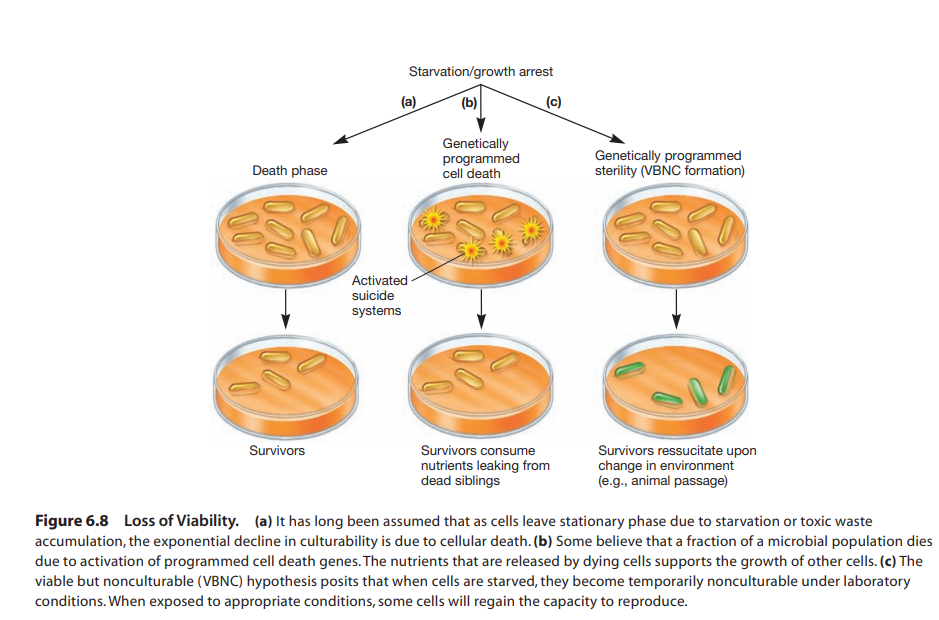 Starvation/growth arrest
(a)
(b)
(c)
Death phase
Genetically
programmed
cell death
Genetically programmed
sterility (VBNC formation)
Activated
suicide
systems
Survivors
Survivors consume
nutrients leaking from
dead siblings
Survivors ressucitate upon
change in environment
(e.g., animal passage)
Figure 6.8 Loss of Viability. (a) It has long been assumed that as cells leave stationary phase due to starvation or toxic waste
accumulation, the exponential decline in culturability is due to cellular death. (b) Some believe that a fraction of a microbial population dies
due to activation of programmed cell death genes. The nutrients that are released by dying cells supports the growth of other cells. (c) The
viable but nonculturable (VBNC) hypothesis posits that when cells are starved, they become temporarily nonculturable under laboratory
conditions. When exposed to appropriate conditions, some cells will regain the capacity to reproduce.